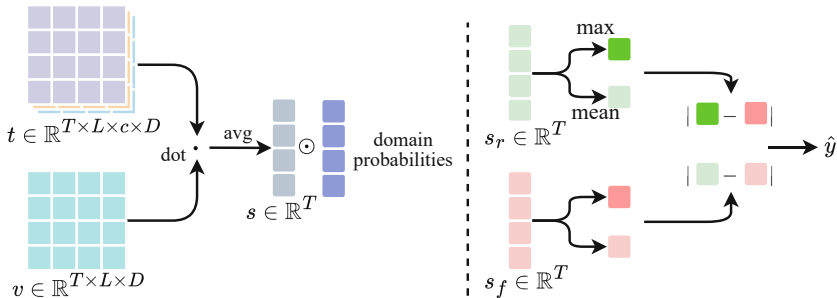 t ∈ ℝ^{T×L×c×D}
dot
avg
v ∈ ℝ^{T×L×D}
⊙
s ∈ ℝ^T
domain
probabilities
max
mean
s_r ∈ ℝ^T
s_f ∈ ℝ^T
| − |
| − |
ŷ